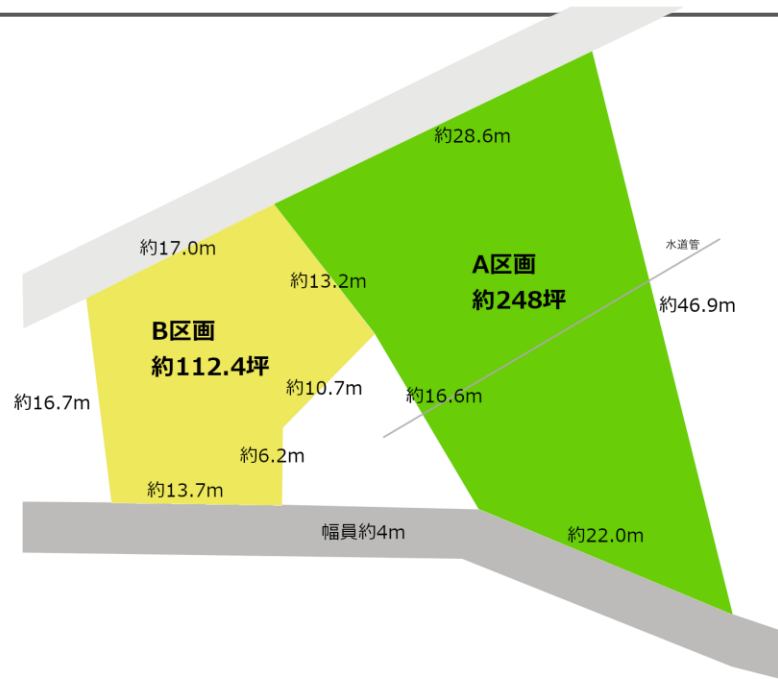 約28.6m
水道管
約17.0m
約13.2m
A区画
約248坪
約46.9m
B区画
約112.4坪
約10.7m
約16.6m
約16.7m
約6.2m
約13.7m
幅員約4m
約22.0m